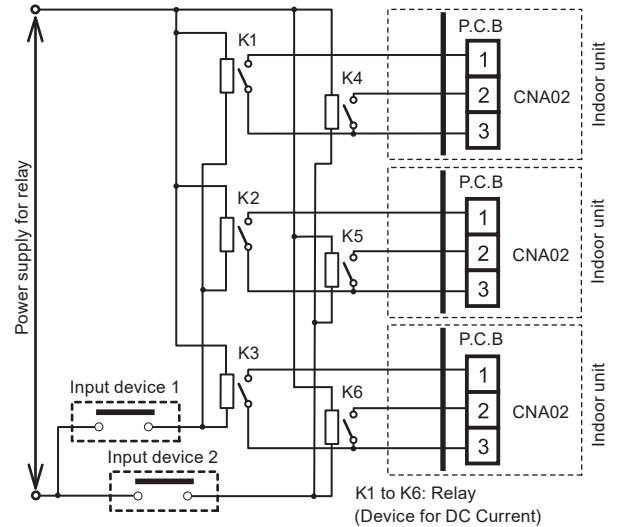 P.C.B
K1
1
K4
2
CNA02
3
Indoor unit
Power supply for relay
P.C.B
K2
1
K5
2
CNA02
3
Indoor unit
P.C.B
K3
1
Input device 1
K6
2
CNA02
3
Indoor unit
Input device 2
K1 to K6: Relay
(Device for DC Current)